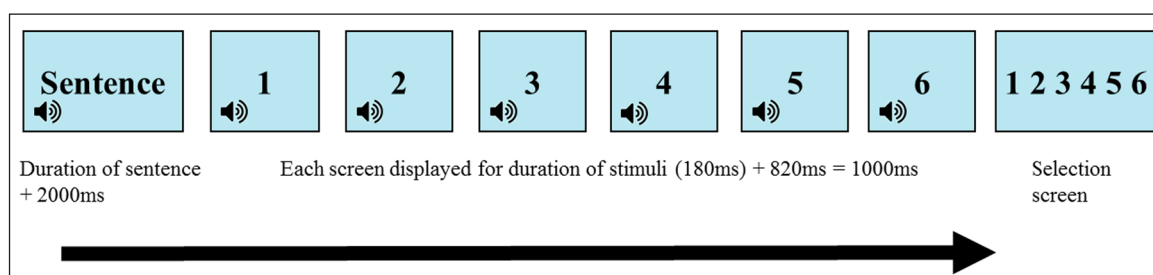 Sentence 1 2 3 4 5 6 1 2 3 4 5 6
Duration of sentence Each screen displayed for duration of stimuli (180ms) + 820ms = 1000ms Selection
+ 2000ms screen